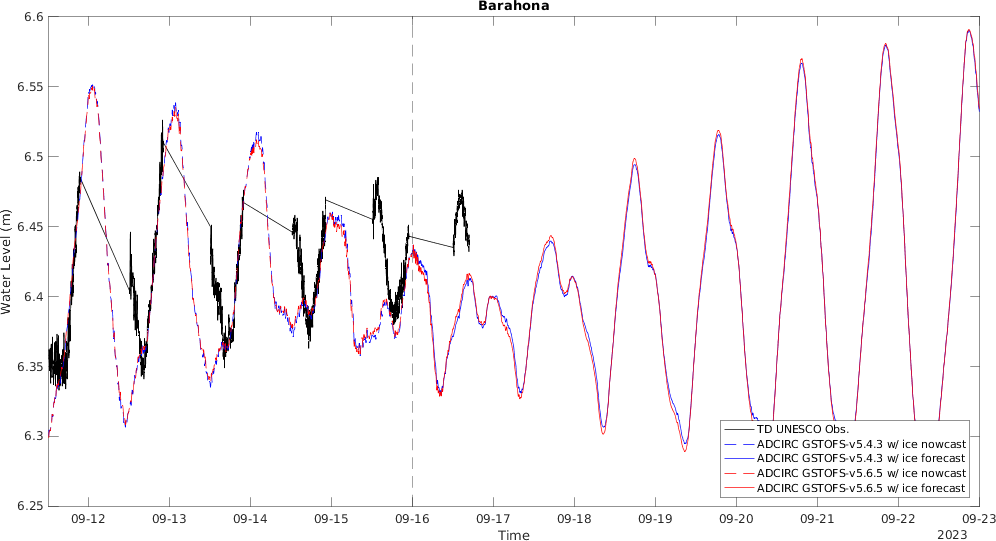 Barahona
6.6
6.55
6.5
6.45
6.4
6.35
6.3
6.25
Water Level (m)
TD UNESCO Obs.
ADCIRC GSTOFS-v5.4.3 w/ ice nowcast
ADCIRC GSTOFS-v5.4.3 w/ ice forecast
ADCIRC GSTOFS-v5.6.5 w/ ice nowcast
ADCIRC GSTOFS-v5.6.5 w/ ice forecast
09-12 09-13 09-14 09-15 09-16 09-17 09-18 09-19 09-20 09-21 09-22 09-23
Time
2023